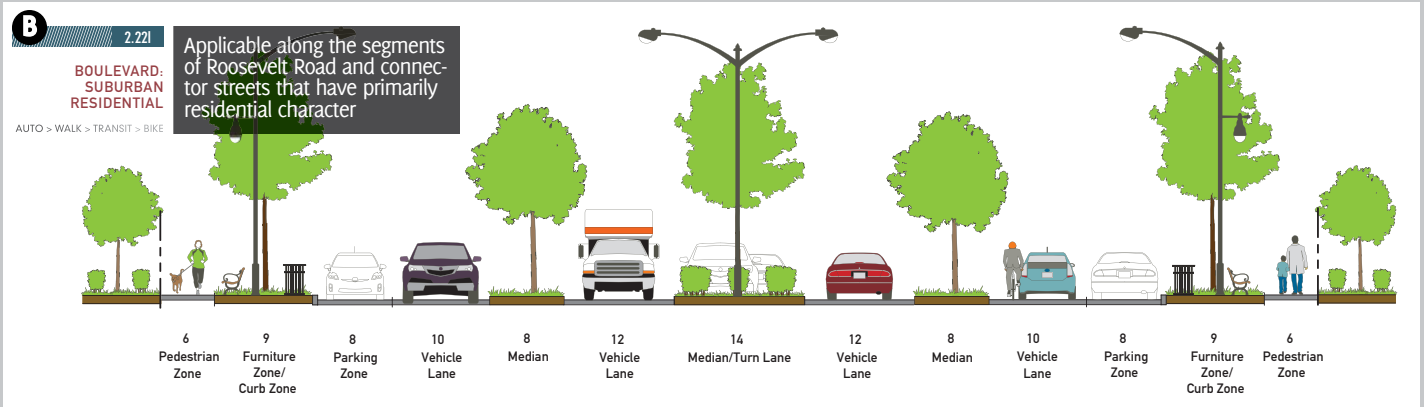 B
2.22l
BOULEVARD:
SUBURBAN
RESIDENTIAL
AUTO > WALK > TRANSIT > BIKE
Applicable along the segments
of Roosevelt Road and connec-
tor streets that have primarily
residential character
6
Pedestrian
Zone
9
Furniture
Zone/
Curb Zone
8
Parking
Zone
10
Vehicle
Lane
8
Median
12
Vehicle
Lane
14
Median/Turn Lane
12
Vehicle
Lane
8
Median
10
Vehicle
Lane
8
Parking
Zone
9
Furniture
Zone/
Curb Zone
6
Pedestrian
Zone